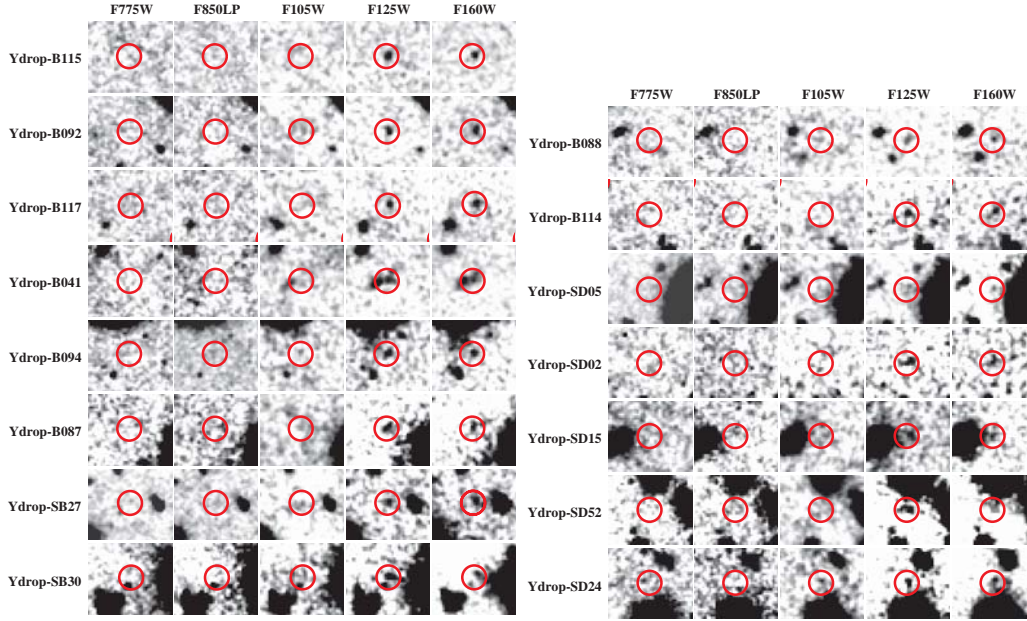 F775W F850LP F105W F125W F160W
Ydrop-B115
Ydrop-B092
Ydrop-B117
Ydrop-B041
Ydrop-B094
Ydrop-B087
Ydrop-SB27
Ydrop-SB30
F775W F850LP F105W F125W F160W
Ydrop-B088
Ydrop-B114
Ydrop-SD05
Ydrop-SD02
Ydrop-SD15
Ydrop-SD52
Ydrop-SD24